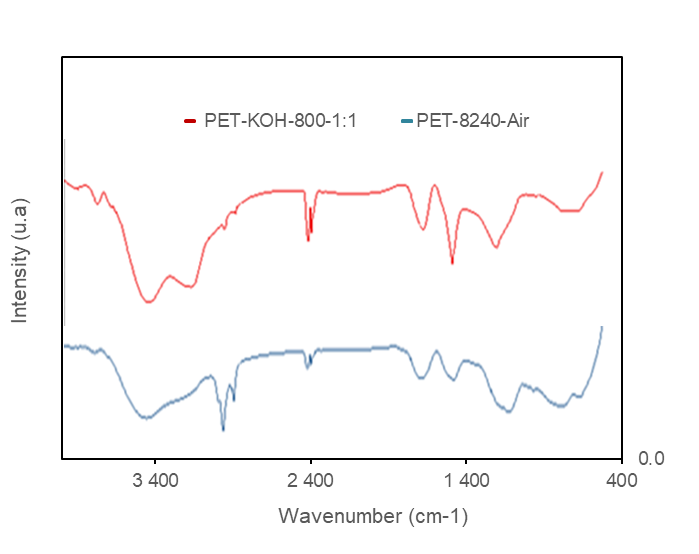 PET-KOH-800-1:1 PET-8240-Air
Intensity (u.a)
0.0
3 400 2 400 1 400 400
Wavenumber (cm-1)